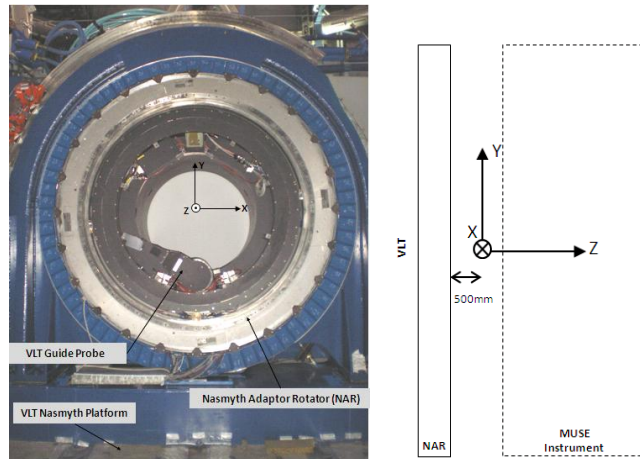 Y
Z
X
VLT Guide Probe
Nasmyth Adaptor Rotator (NAR)
VLT Nasmyth Platform
VLT
Y
X
Z
500mm
NAR
MUSE
Instrument